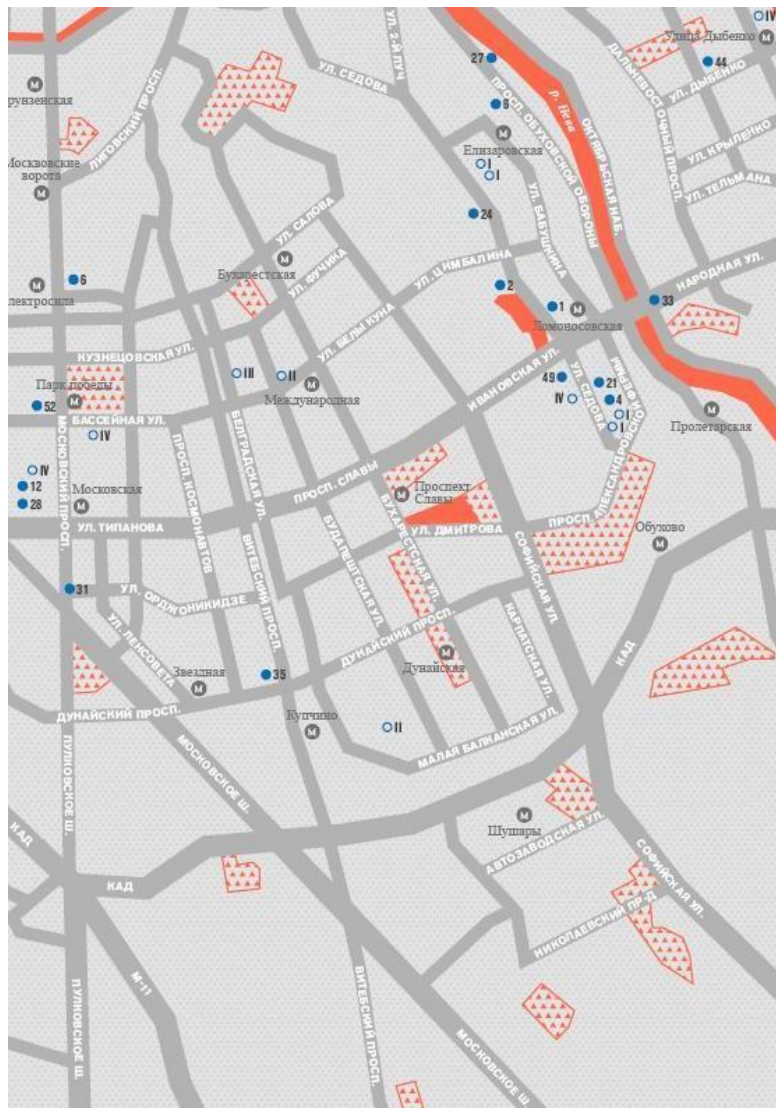 УЛ. 2-Й ЛУЧ
УЛ. СЕДОВА
27
IV
Улица Дыбенко
М
44
УЛ. ДЫБЕНКО
ДАЛЬНЕВОСТОЧНЫЙ ПРОСП.
М
рунзенская
ЛИГОВСКИЙ ПРОСП.
6
р. Нева
ПРОСП. ОБУХОВСКОЙ ОБОРОНЫ
ОКТЯБРЬСКАЯ НАБ.
М
Елизаровская
УЛ. КРЫЛЕНКО
Московские
ворота
М
I
I
УЛ. ТЕЛЬМАНА
УЛ. БАБУШКИНА
24
УЛ. САЛОВА
6
М
Бухарестская
УЛ. ФУЧИКА
УЛ. ЦИМБАЛИНА
НАРОДНАЯ УЛ.
М
лектросила
2
1
М
Ломоносовская
33
УЛ. БЕЛЫ КУНА
КУЗНЕЦОВСКАЯ УЛ.
ИВАНОВСКАЯ УЛ.
III
II
М
Международная
49
21
УЛ. СЕДОВА
Парк победы
М
52
IV
4
I
I
М
Пролетарская
БАССЕЙНАЯ УЛ.
IV
МОСКОВСКИЙ ПРОСП.
БЕЛГРАДСКАЯ УЛ.
ПРОСП. КОСМОНАВТОВ
IV
12
28
М
Московская
ПРОСП. СЛАВЫ
М
Проспект
Славы
БУХАРЕСТСКАЯ УЛ.
ПРОСП. АЛЕКСАНДРОВСКОЙ ФЕРМЫ
УЛ. ТИПАНОВА
УЛ. ДМИТРОВА
Обухово
М
ВИТЕБСКИЙ ПРОСП.
БУДАПЕШТСКАЯ УЛ.
СОФИЙСКАЯ УЛ.
31
УЛ. ОРДЖОНИКИДЗЕ
УЛ. ЛЕНСОВЕТА
ДУНАЙСКИЙ ПРОСП.
КАРПАТСКАЯ УЛ.
КАД
Звездная
М
35
М
Дунайская
ДУНАЙСКИЙ ПРОСП.
Купчино
М
II
МАЛАЯ БАЛКАНСКАЯ УЛ.
ПУЛКОВСКОЕ Ш.
МОСКОВСКОЕ Ш.
КАД
М
Шушары
АВТОЗАВОДСКАЯ УЛ.
СОФИЙСКАЯ УЛ.
КАД
НИКОЛАЕВСКИЙ ПР-Д
М-11
ПУЛКОВСКОЕ Ш.
ВИТЕБСКИЙ ПРОСП.
МОСКОВСКОЕ Ш.